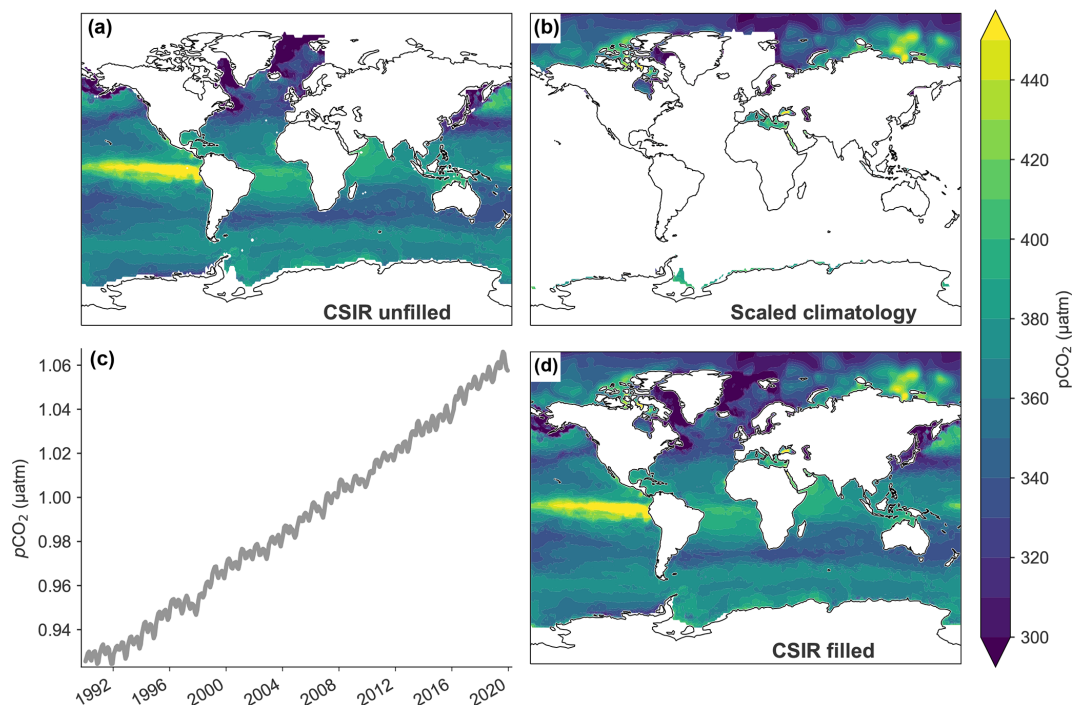 (a)
CSIR unfilled
(b)
Scaled climatology
(c)
pCO₂ (µatm)
1.06
1.04
1.02
1.00
0.98
0.96
0.94
1992
1996
2000
2004
2008
2012
2016
2020
(d)
CSIR filled
440
420
400
380
360
340
320
300
pCO₂ (µatm)